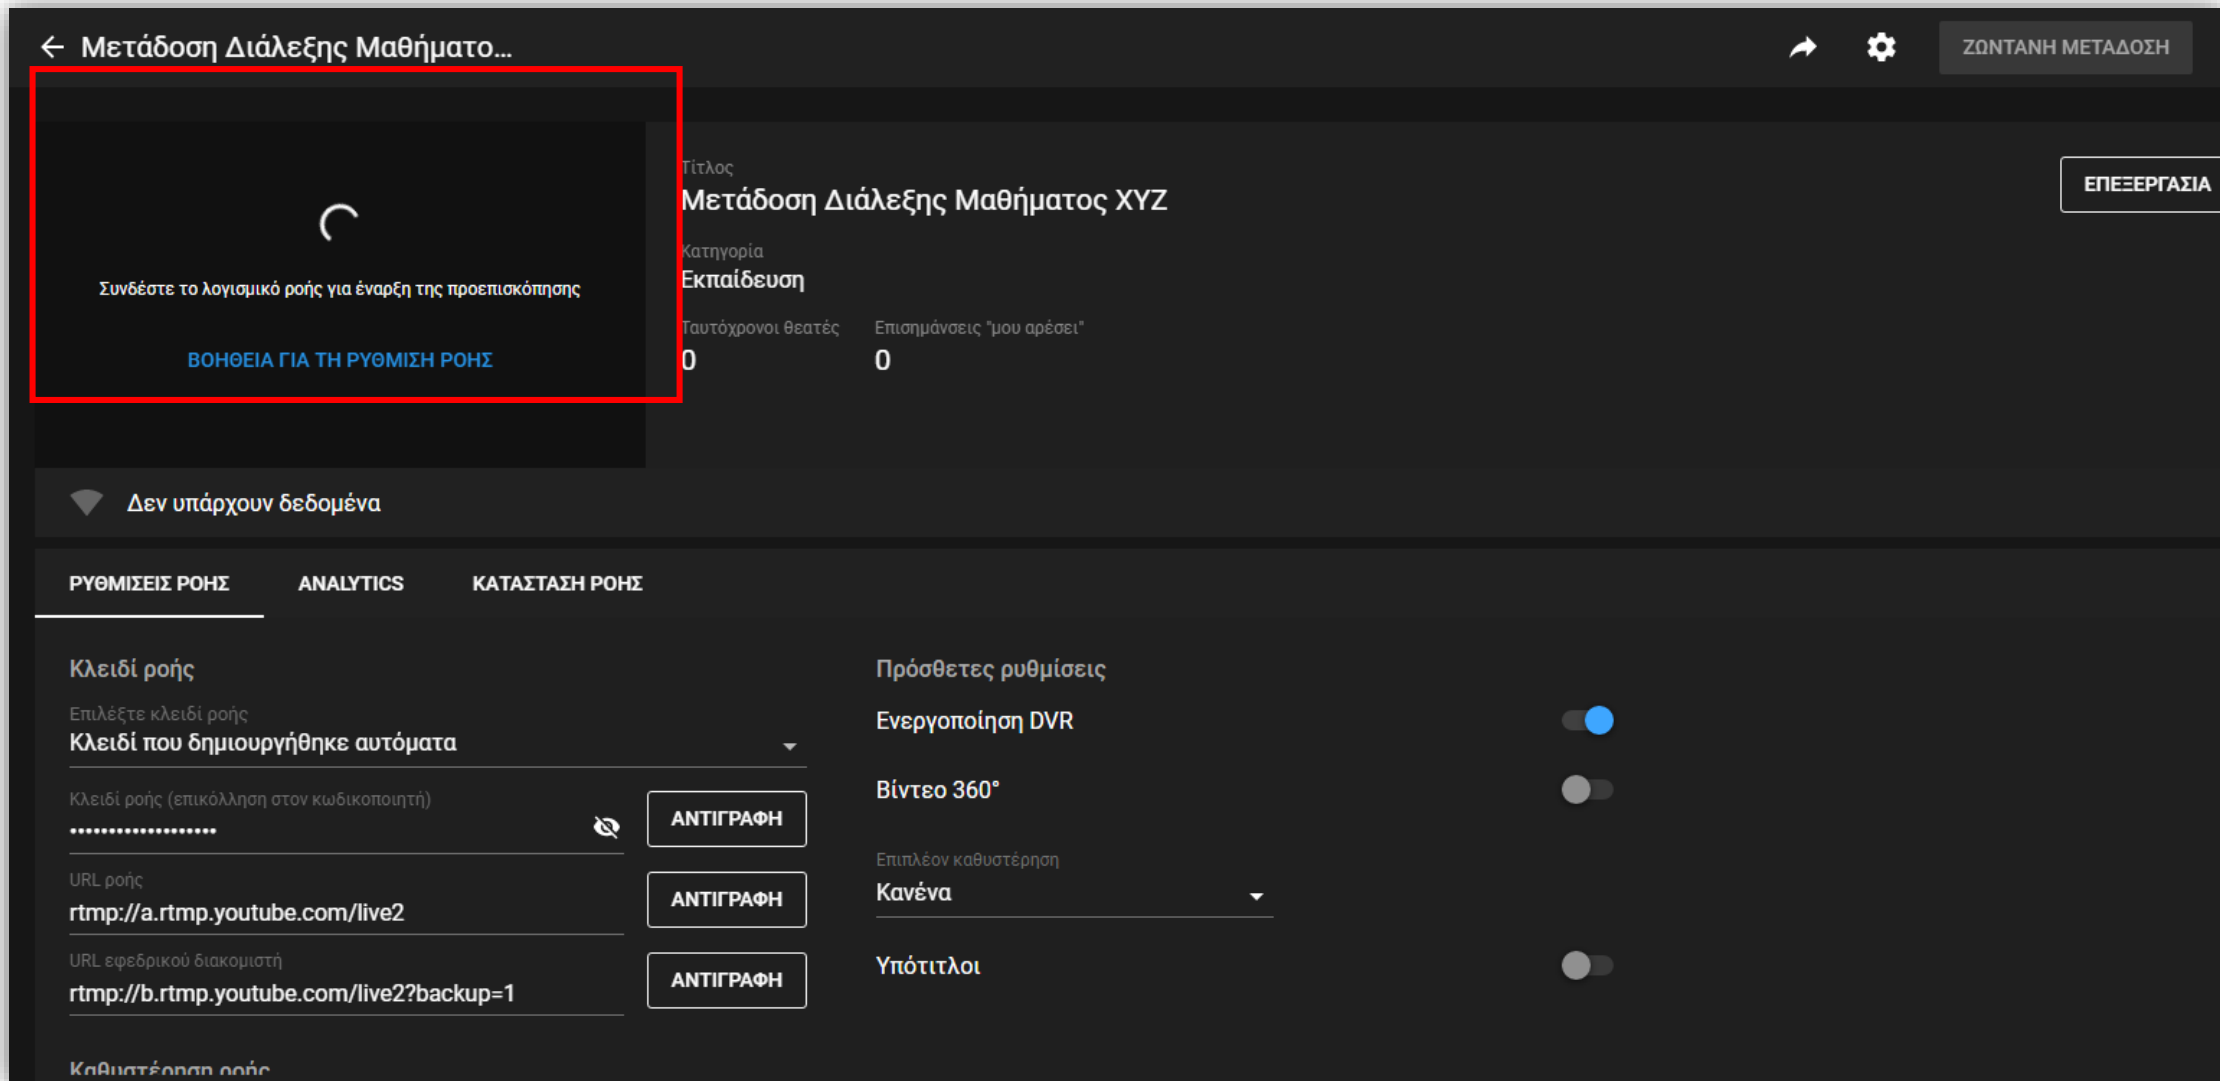 Μετάδοση Διάλεξης Μαθήματο...
ΖΩΝΤΑΝΗ ΜΕΤΑΔΟΣΗ
Συνδέστε το λογισμικό ροής για έναρξη της προεπισκόπησης
ΒΟΗΘΕΙΑ ΓΙΑ ΤΗ ΡΥΘΜΙΣΗ ΡΟΗΣ
Τίτλος
Μετάδοση Διάλεξης Μαθήματος XYZ
ΕΠΕΞΕΡΓΑΣΙΑ
Κατηγορία
Εκπαίδευση
Ταυτόχρονοι θεατές Επισημάνσεις "μου αρέσει"
0 0
Δεν υπάρχουν δεδομένα
ΡΥΘΜΙΣΕΙΣ ΡΟΗΣ ANALYTICS ΚΑΤΑΣΤΑΣΗ ΡΟΗΣ
Κλειδί ροής
Επιλέξτε κλειδί ροής
Κλειδί που δημιουργήθηκε αυτόματα
Κλειδί ροής (επικόλληση στον κωδικοποιητή)
•••••••••••••••••••
ΑΝΤΙΓΡΑΦΗ
URL ροής
rtmp://a.rtmp.youtube.com/live2
ΑΝΤΙΓΡΑΦΗ
URL εφεδρικού διακομιστή
rtmp://b.rtmp.youtube.com/live2?backup=1
ΑΝΤΙΓΡΑΦΗ
Καθυστέρηση ροής
Πρόσθετες ρυθμίσεις
Ενεργοποίηση DVR
Βίντεο 360°
Επιπλέον καθυστέρηση
Κανένα
Υπότιτλοι